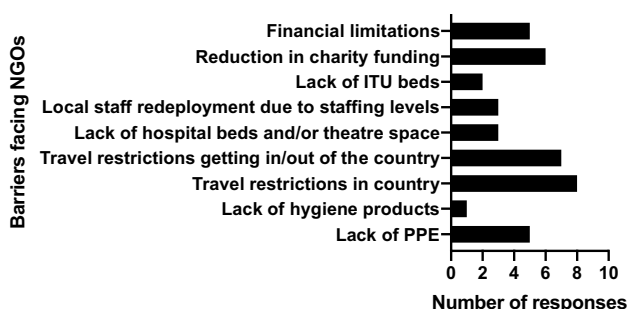 Barriers facing NGOs
Financial limitations
Reduction in charity funding
Lack of ITU beds
Local staff redeployment due to staffing levels
Lack of hospital beds and/or theatre space
Travel restrictions getting in/out of the country
Travel restrictions in country
Lack of hygiene products
Lack of PPE
0 2 4 6 8 10
Number of responses